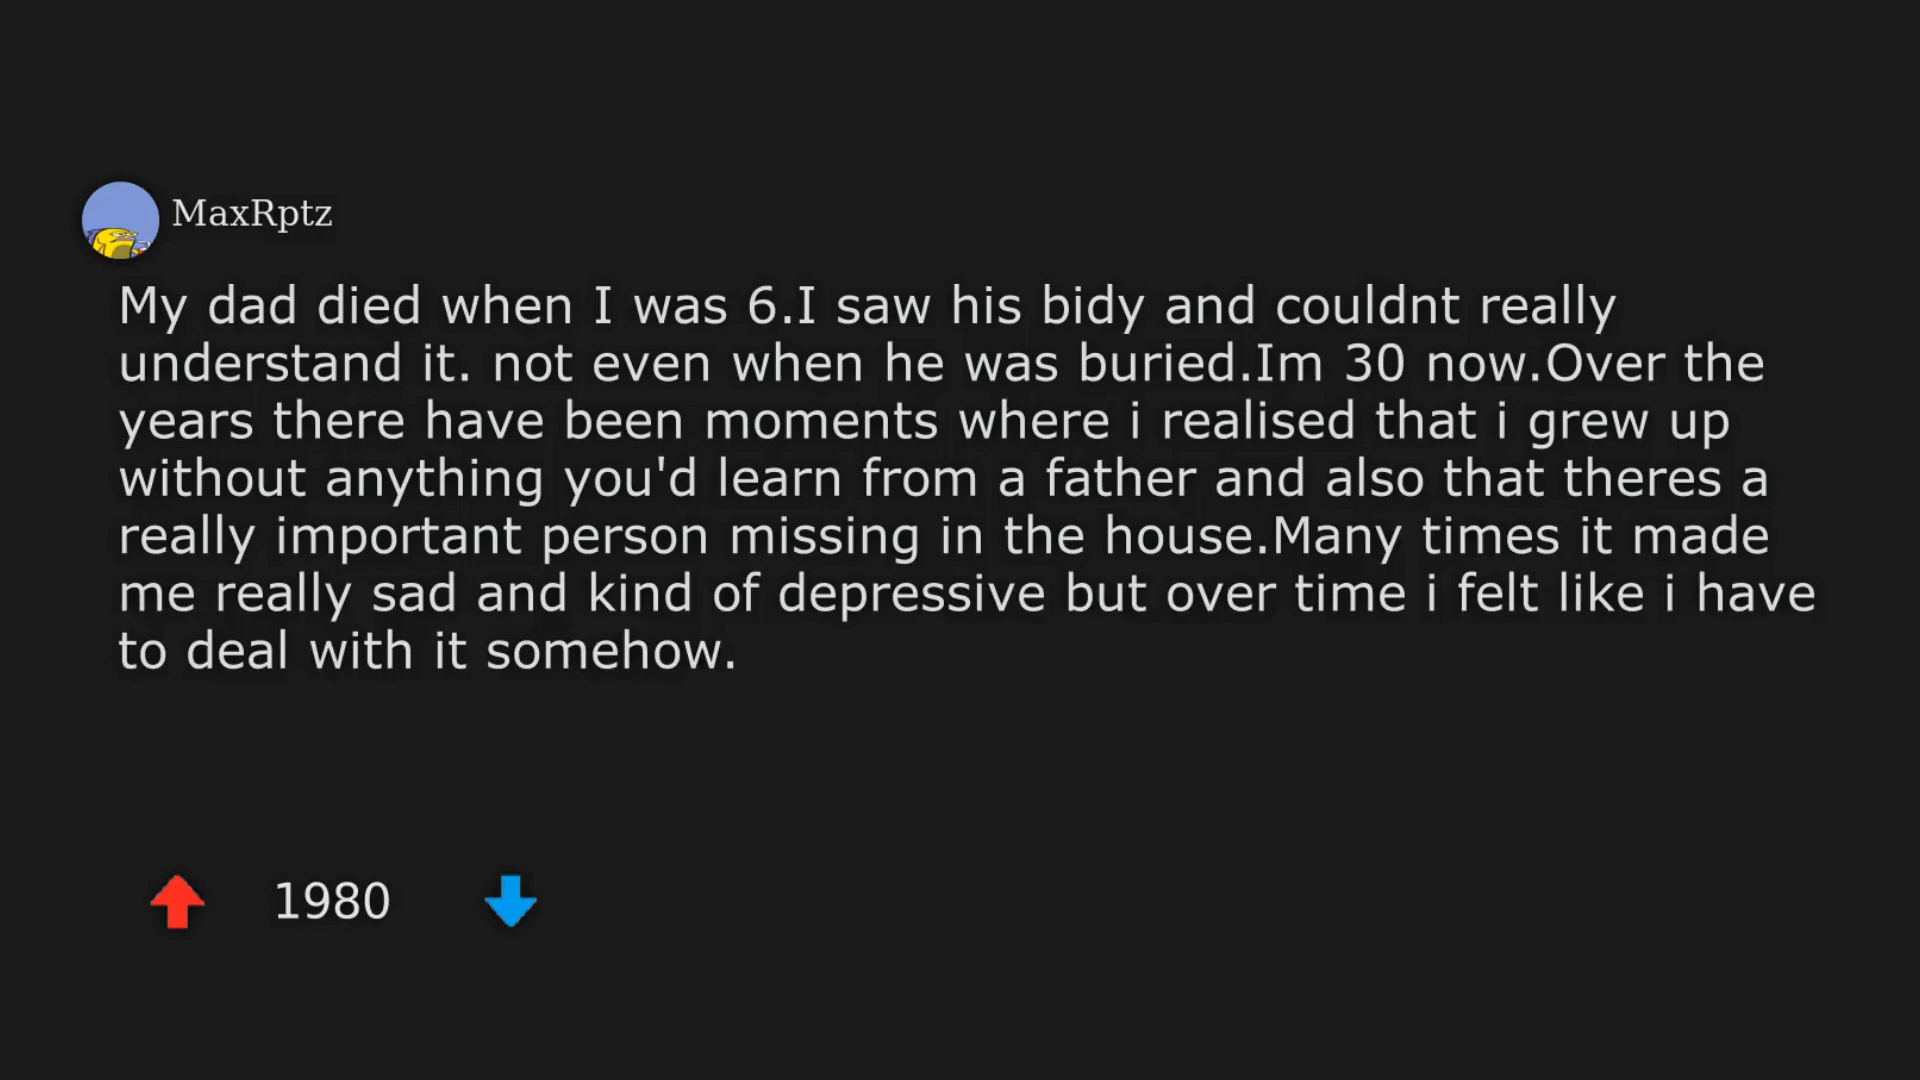 MaxRptz
My dad died when I was 6.I saw his bidy and couldnt really
understand it. not even when he was buried.Im 30 now.Over the
years there have been moments where i realised that i grew up
without anything you'd learn from a father and also that theres a
really important person missing in the house.Many times it made
me really sad and kind of depressive but over time i felt like i have
to deal with it somehow.
1980